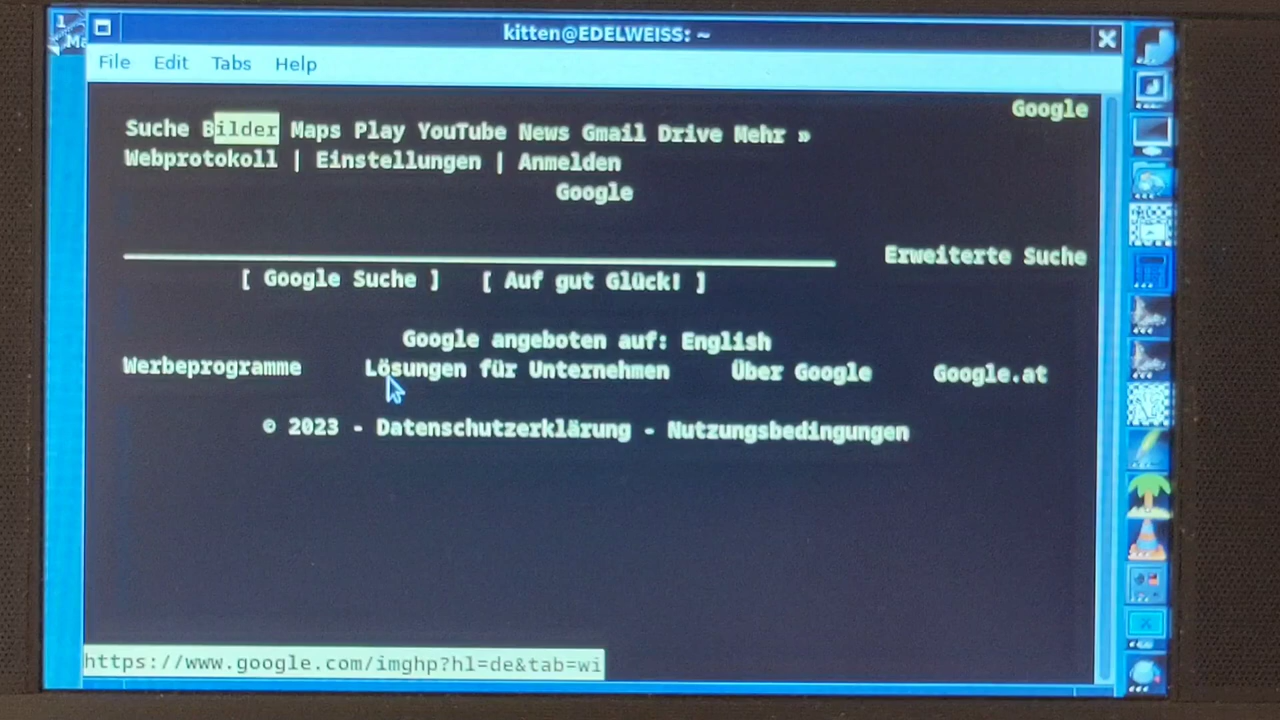 1
kitten@EDELWEISS: ~
File Edit Tabs Help
Google
Suche Bilder Maps Play YouTube News Gmail Drive Mehr »
Webprotokoll | Einstellungen | Anmelden
Google
Erweiterte Suche
[ Google Suche ] [ Auf gut Glück! ]
Google angeboten auf: English
Werbeprogramme Lösungen für Unternehmen Über Google Google.at
© 2023 - Datenschutzerklärung - Nutzungsbedingungen
https://www.google.com/imghp?hl=de&tab=wi